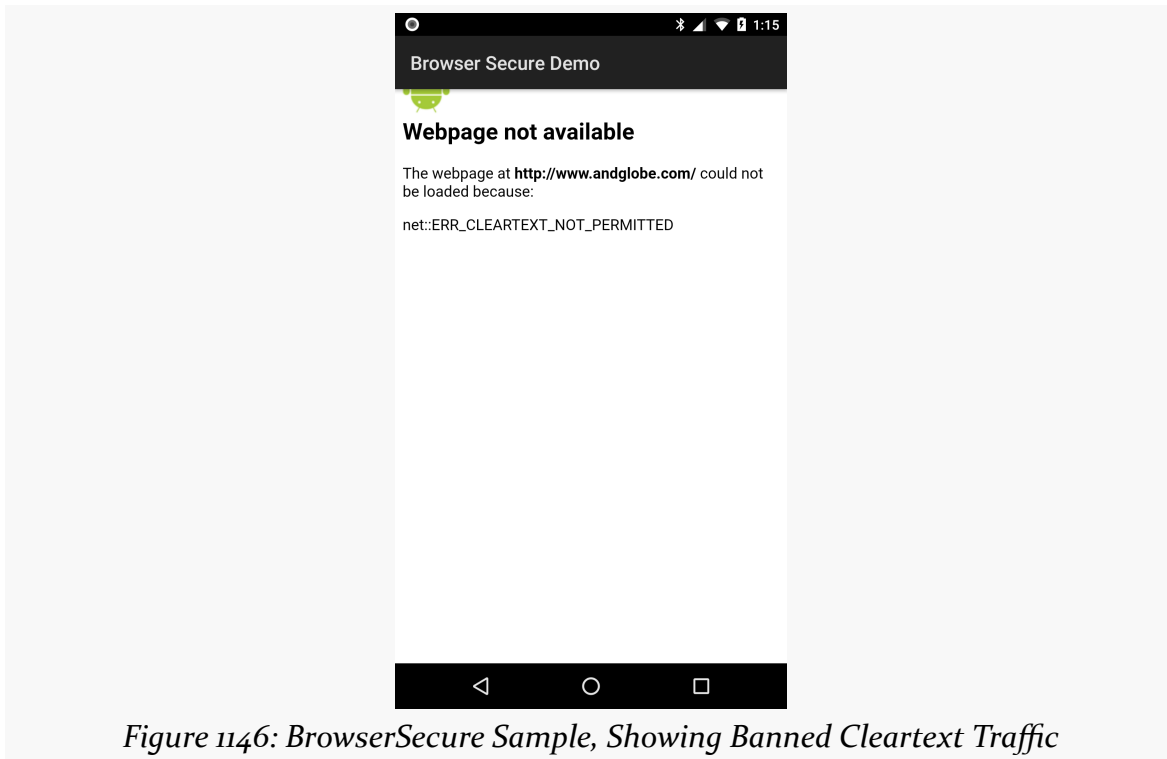 1:15
Browser Secure Demo
Webpage not available
The webpage at http://www.andglobe.com/ could not
be loaded because:
net::ERR_CLEARTEXT_NOT_PERMITTED
Figure 1146: BrowserSecure Sample, Showing Banned Cleartext Traffic